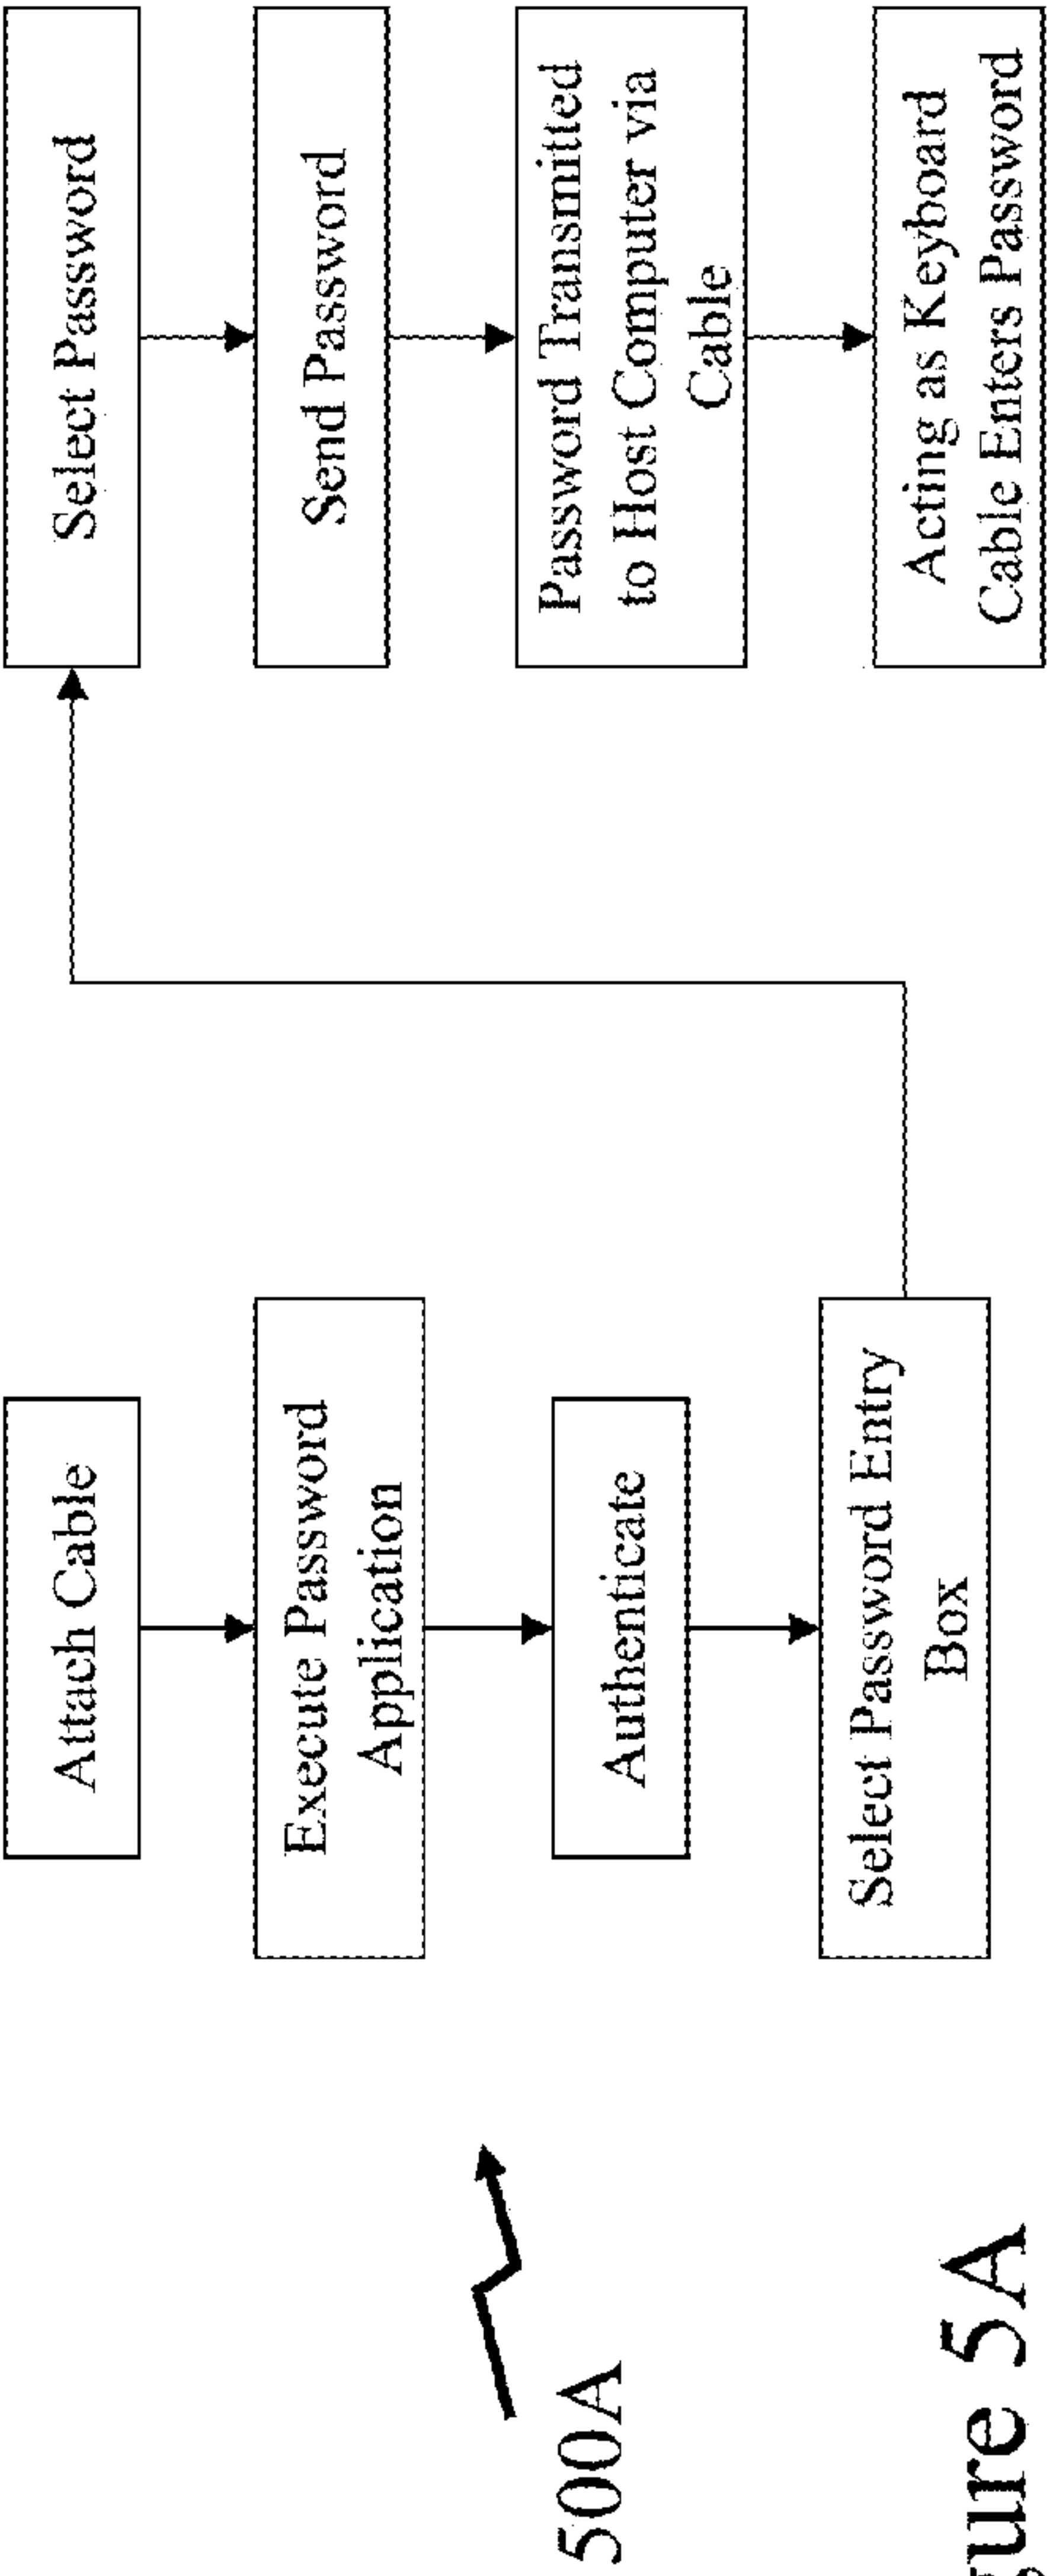 Attach Cable
Execute Password
Application
Authenticate
Select Password Entry
Box
Select Password
Send Password
Password Transmitted
to Host Computer via
Cable
Acting as Keyboard
Cable Enters Password
500A
gure 5A